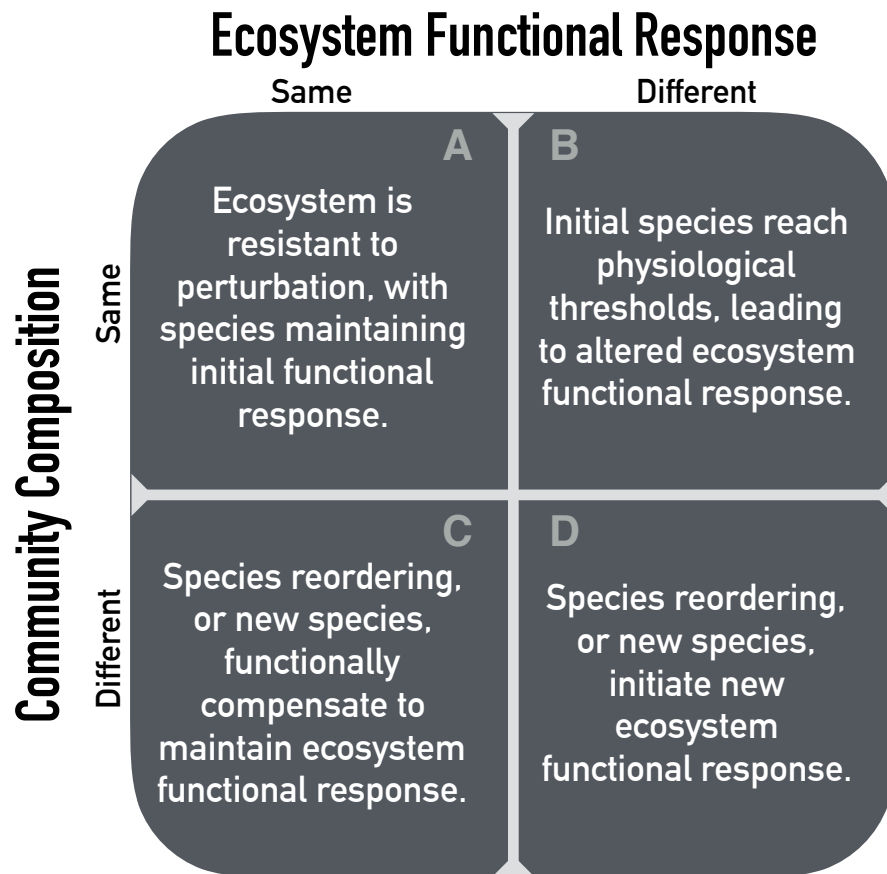 Ecosystem Functional Response
Same
Different
Community Composition
Same
A
Ecosystem is
resistant to
perturbation, with
species maintaining
initial functional
response.
B
Initial species reach
physiological
thresholds, leading
to altered ecosystem
functional response.
Different
C
Species reordering,
or new species,
functionally
compensate to
maintain ecosystem
functional response.
D
Species reordering,
or new species,
initiate new
ecosystem
functional response.